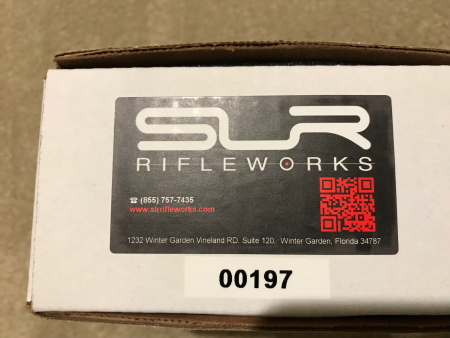 SLR
RIFLEWORKS
☎ (855) 757-7435
www.slrrifleworks.com
1232 Winter Garden Vineland RD. Suite 120, Winter Garden, Florida 34787
00197